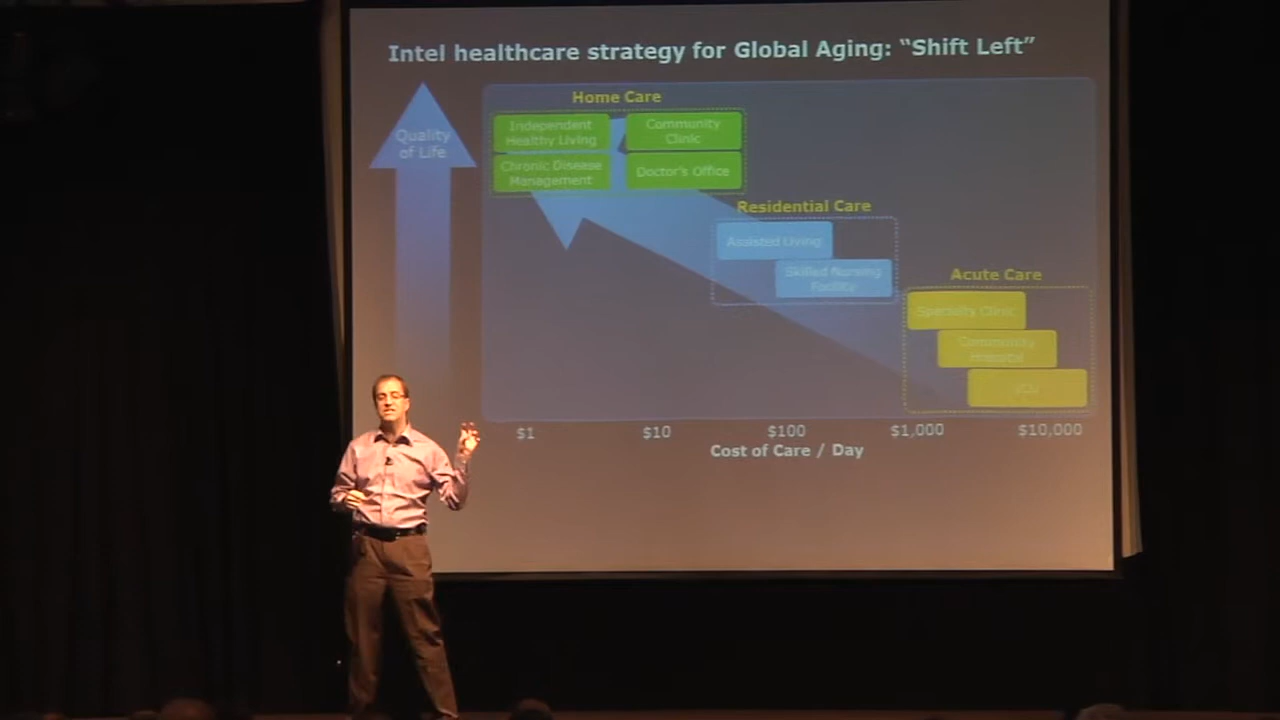 Intel healthcare strategy for Global Aging: “Shift Left”
Quality
of Life
Home Care
Independent
Healthy Living
Community
Clinic
Chronic Disease
Management
Doctor's Office
Residential Care
Assisted Living
Skilled Nursing
Facility
Acute Care
Specialty Clinic
Community
Hospital
ICU
$1
$10
$100
$1,000
$10,000
Cost of Care / Day